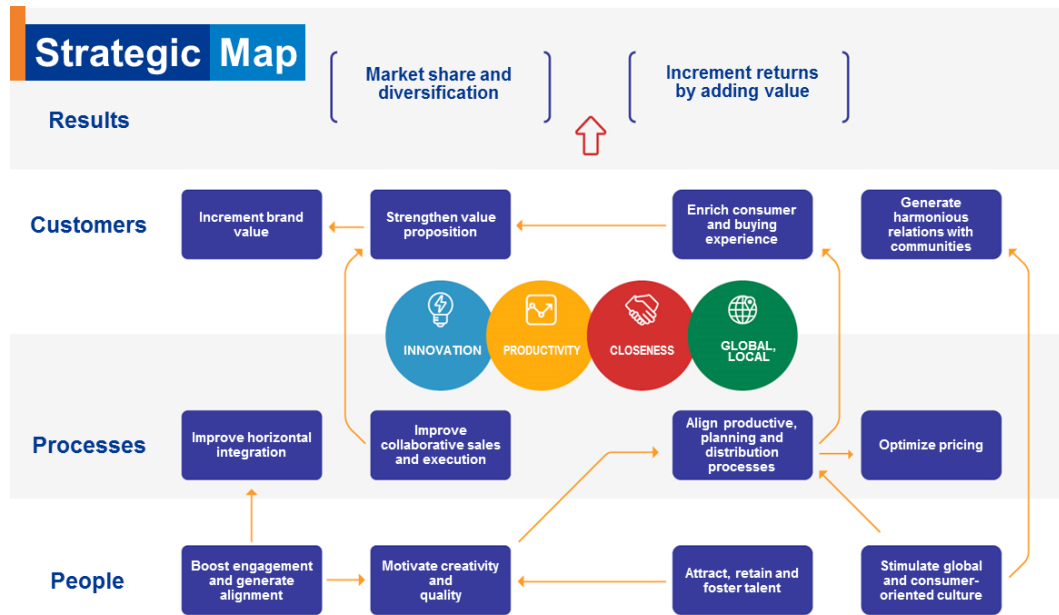 Strategic Map
Market share and
diversification
Increment returns
by adding value
Results
Customers
Increment brand
value
Strengthen value
proposition
Enrich consumer
and buying
experience
Generate
harmonious
relations with
communities
INNOVATION
PRODUCTIVITY
CLOSENESS
GLOBAL,
LOCAL
Processes
Improve horizontal
integration
Improve
collaborative sales
and execution
Align productive,
planning and
distribution
processes
Optimize pricing
People
Boost engagement
and generate
alignment
Motivate creativity
and
quality
Attract, retain and
foster talent
Stimulate global
and consumer-
oriented culture